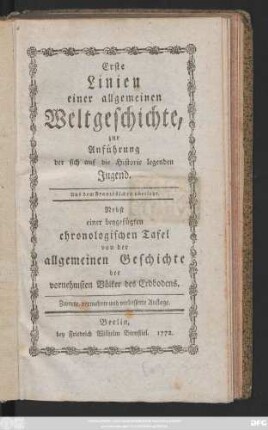 Erste
Linien
einer allgemeinen
Weltgeschichte,
zur
Anführung
der sich auf die Historie legenden
Jugend.
Aus dem Französischen übersetzt.
Nebst
einer beygefügten
chronologischen Tafel
von der
allgemeinen Geschichte
der
vornehmsten Völker des Erdbodens.
Zweyte, vermehrte und verbesserte Auflage.
Berlin,
bey Friedrich Wilhelm Birnstiel. 1772.